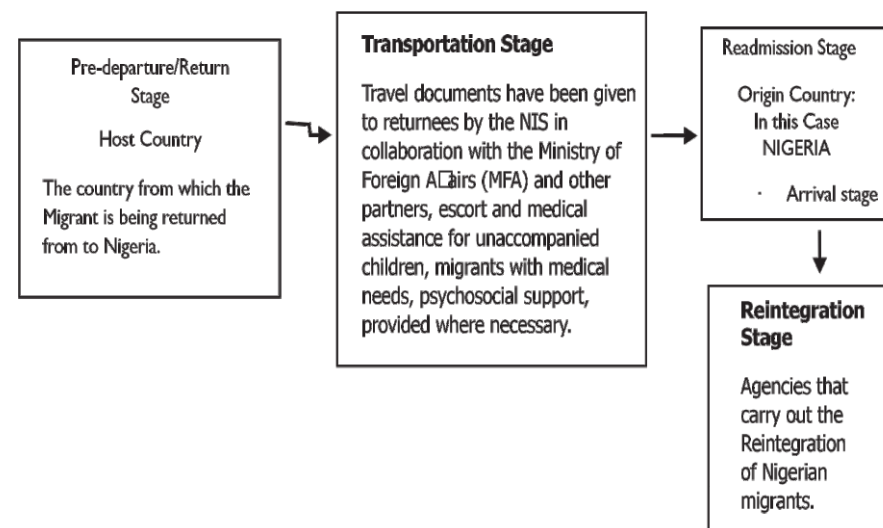 Pre-departure/Return
Stage
Host Country
The country from which the
Migrant is being returned
from to Nigeria.
Transportation Stage
Travel documents have been given
to returnees by the NIS in
collaboration with the Ministry of
Foreign A□airs (MFA) and other
partners, escort and medical
assistance for unaccompanied
children, migrants with medical
needs, psychosocial support,
provided where necessary.
Readmission Stage
Origin Country:
In this Case
NIGERIA
· Arrival stage
Reintegration
Stage
Agencies that
carry out the
Reintegration
of Nigerian
migrants.